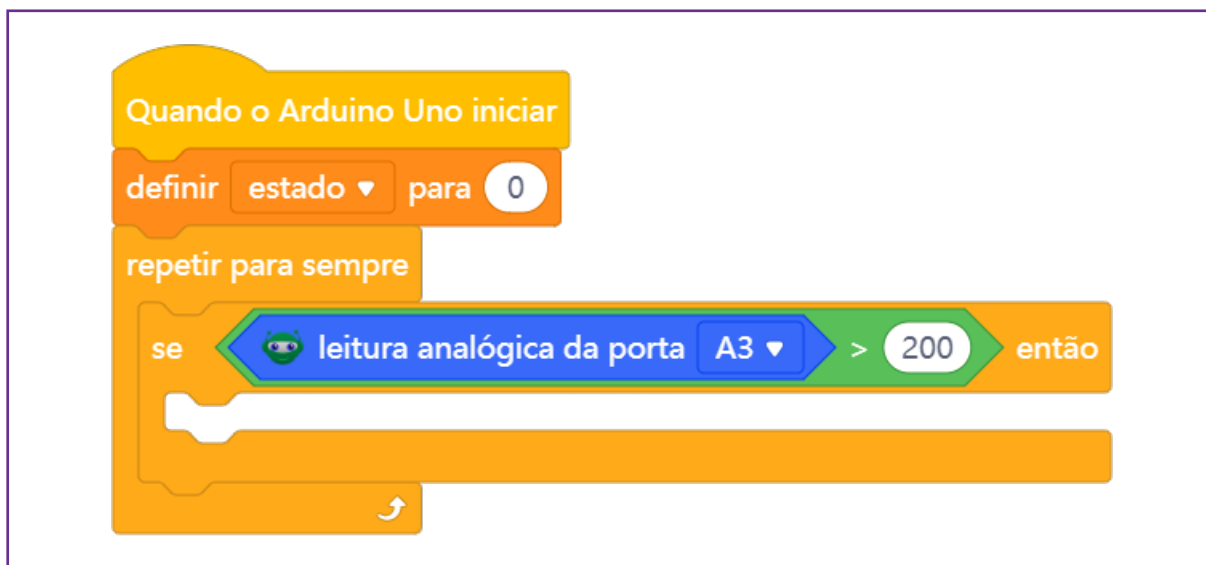 Quando o Arduino Uno iniciar
definir estado para 0
repetir para sempre
se leitura analógica da porta A3 > 200 então